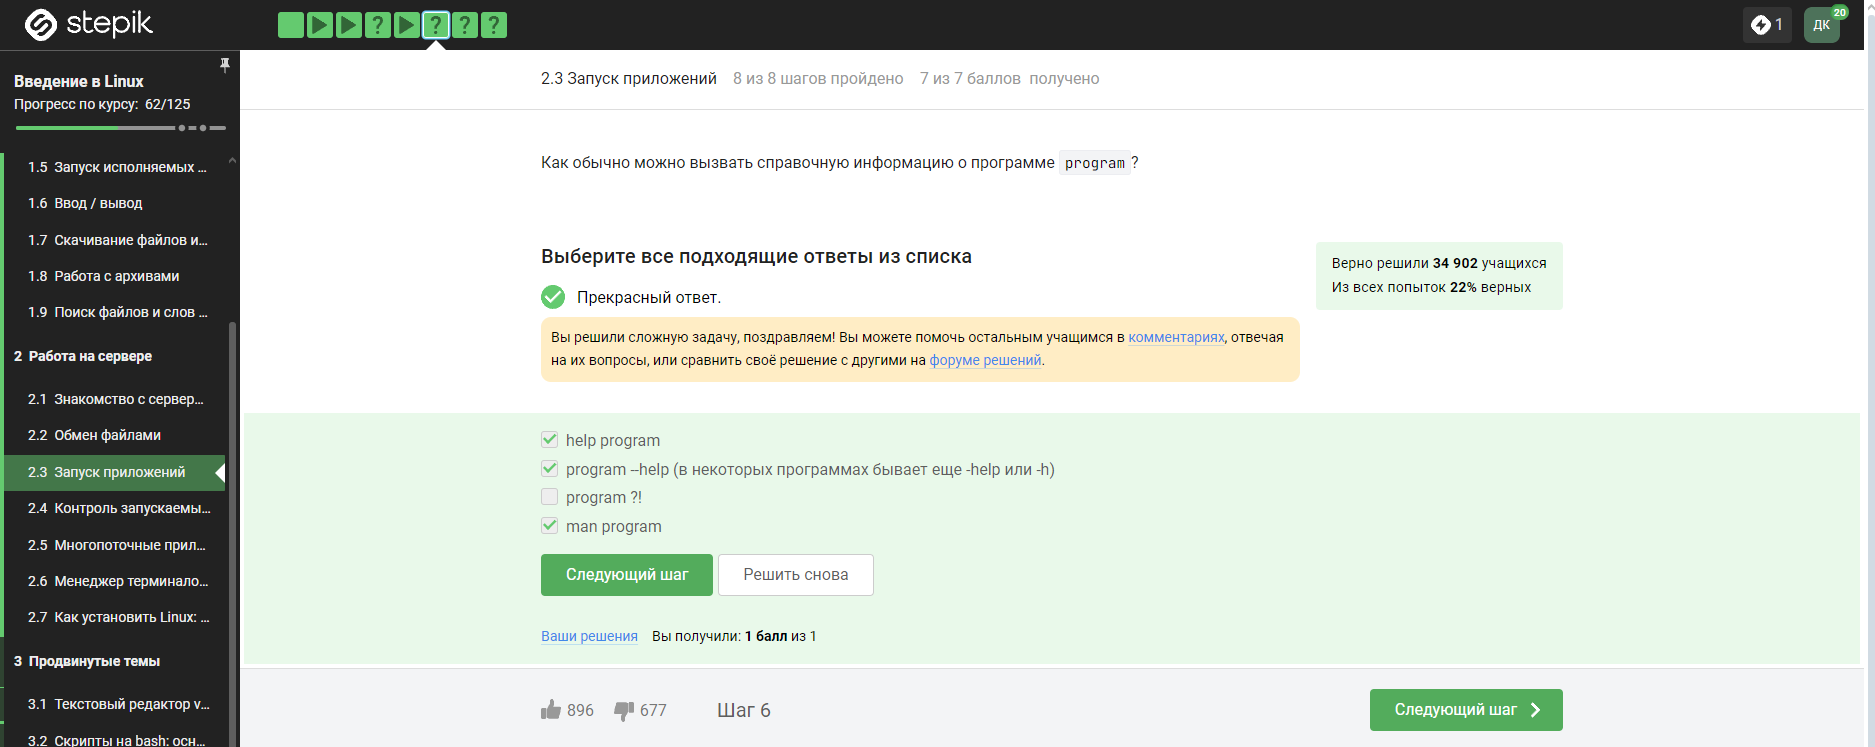 stepik
1
ДК
20
Введение в Linux
Прогресс по курсу: 62/125
1.5 Запуск исполняемых ...
1.6 Ввод / вывод
1.7 Скачивание файлов и...
1.8 Работа с архивами
1.9 Поиск файлов и слов ...
2 Работа на сервере
2.1 Знакомство с сервер...
2.2 Обмен файлами
2.3 Запуск приложений
2.4 Контроль запускаемы...
2.5 Многопоточные прил...
2.6 Менеджер терминало...
2.7 Как установить Linux: ...
3 Продвинутые темы
3.1 Текстовый редактор v...
3.2 Скрипты на bash: осн...
2.3 Запуск приложений 8 из 8 шагов пройдено 7 из 7 баллов получено
Как обычно можно вызвать справочную информацию о программе program?
Выберите все подходящие ответы из списка
Прекрасный ответ.
Вы решили сложную задачу, поздравляем! Вы можете помочь остальным учащимся в комментариях, отвечая
на их вопросы, или сравнить своё решение с другими на форуме решений.
Верно решили 34 902 учащихся
Из всех попыток 22% верных
help program
program --help (в некоторых программах бывает еще -help или -h)
program ?!
man program
Следующий шаг Решить снова
Ваши решения Вы получили: 1 балл из 1
896 677 Шаг 6 Следующий шаг